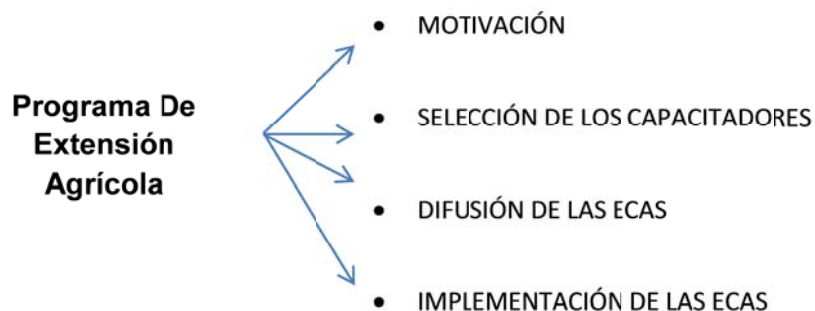 Programa De
Extensión
Agrícola
• MOTIVACIÓN
• SELECCIÓN DE LOS CAPACITADORES
• DIFUSIÓN DE LAS ECAS
• IMPLEMENTACIÓN DE LAS ECAS